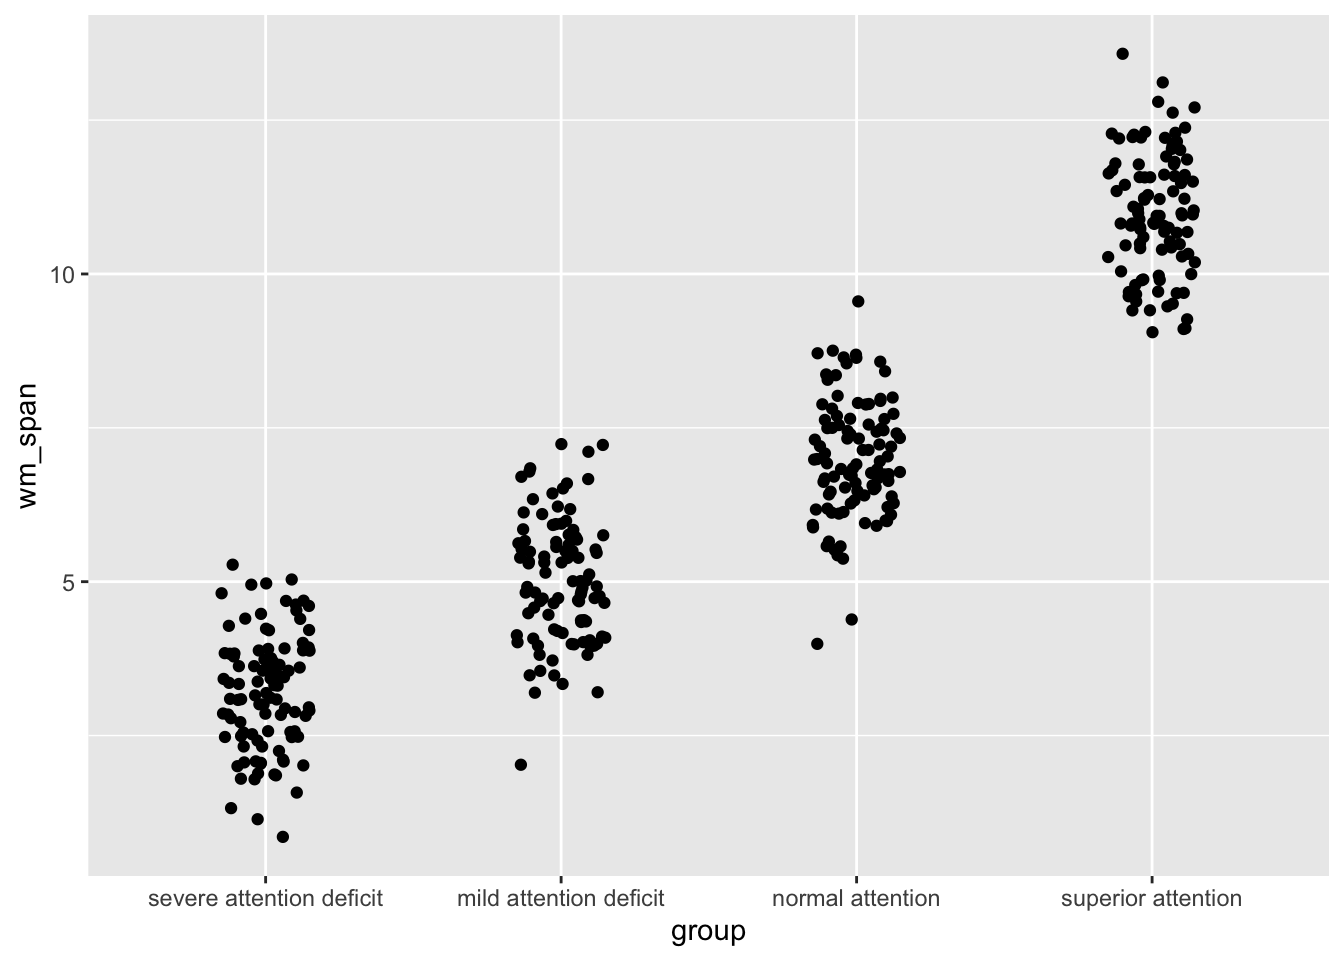 wm_span
10
5
severe attention deficit
mild attention deficit
normal attention
superior attention
group